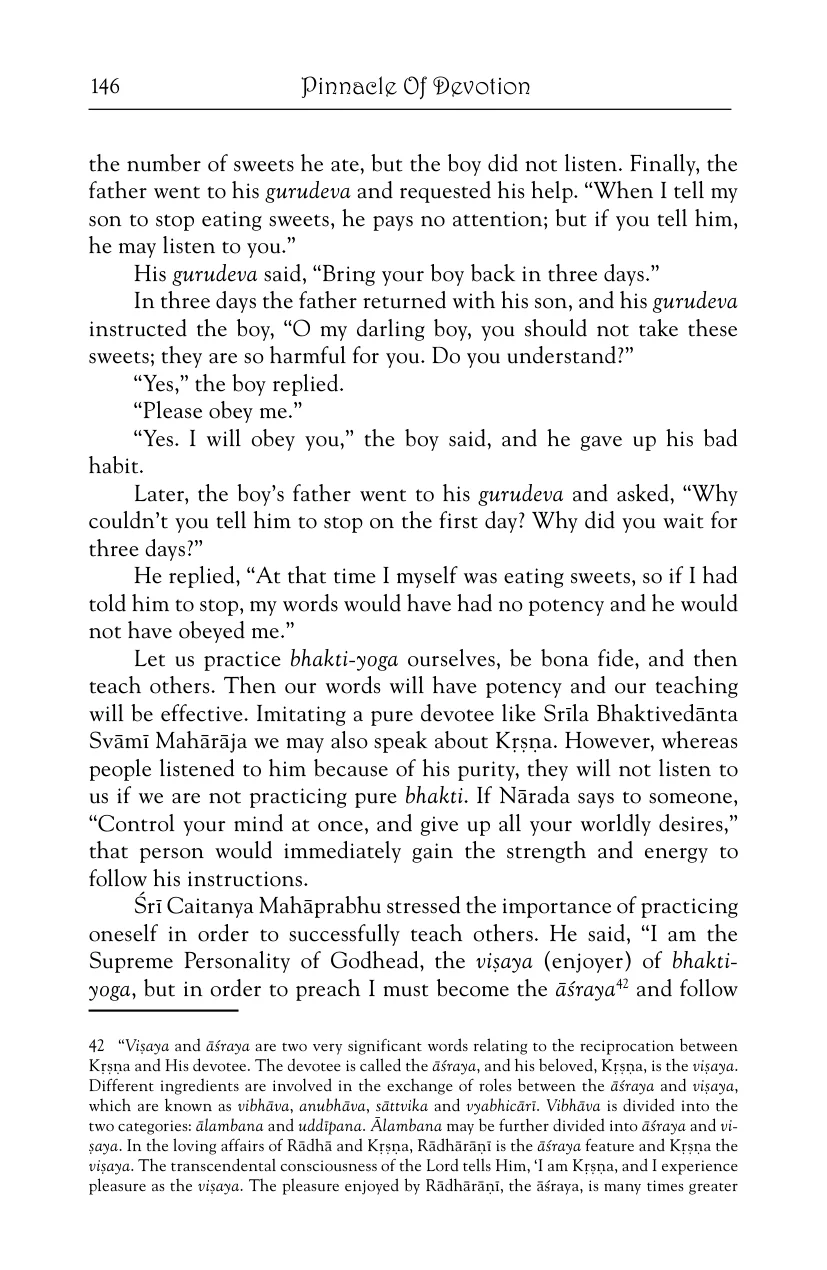 146
Pinnacle Of Devotion
the number of sweets he ate, but the boy did not listen. Finally, the
father went to his gurudeva and requested his help. “When I tell my
son to stop eating sweets, he pays no attention; but if you tell him,
he may listen to you.”
His gurudeva said, “Bring your boy back in three days.”
In three days the father returned with his son, and his gurudeva
instructed the boy, “O my darling boy, you should not take these
sweets; they are so harmful for you. Do you understand?”
“Yes,” the boy replied.
“Please obey me.”
“Yes. I will obey you,” the boy said, and he gave up his bad
habit.
Later, the boy’s father went to his gurudeva and asked, “Why
couldn’t you tell him to stop on the first day? Why did you wait for
three days?”
He replied, “At that time I myself was eating sweets, so if I had
told him to stop, my words would have had no potency and he would
not have obeyed me.”
Let us practice bhakti-yoga ourselves, be bona fide, and then
teach others. Then our words will have potency and our teaching
will be effective. Imitating a pure devotee like Srīla Bhaktivedānta
Svāmī Mahārāja we may also speak about Kṛṣṇa. However, whereas
people listened to him because of his purity, they will not listen to
us if we are not practicing pure bhakti. If Nārada says to someone,
“Control your mind at once, and give up all your worldly desires,”
that person would immediately gain the strength and energy to
follow his instructions.
Śrī Caitanya Mahāprabhu stressed the importance of practicing
oneself in order to successfully teach others. He said, “I am the
Supreme Personality of Godhead, the viṣaya (enjoyer) of bhakti-
yoga, but in order to preach I must become the āśraya42 and follow
42 “Viṣaya and āśraya are two very significant words relating to the reciprocation between
Kṛṣṇa and His devotee. The devotee is called the āśraya, and his beloved, Kṛṣṇa, is the viṣaya.
Different ingredients are involved in the exchange of roles between the āśraya and viṣaya,
which are known as vibhāva, anubhāva, sāttvika and vyabhicārī. Vibhāva is divided into the
two categories: ālambana and uddīpana. Ālambana may be further divided into āśraya and vi-
ṣaya. In the loving affairs of Rādhā and Kṛṣṇa, Rādhārāṇī is the āśraya feature and Kṛṣṇa the
viṣaya. The transcendental consciousness of the Lord tells Him, ‘I am Kṛṣṇa, and I experience
pleasure as the viṣaya. The pleasure enjoyed by Rādhārāṇī, the āśraya, is many times greater